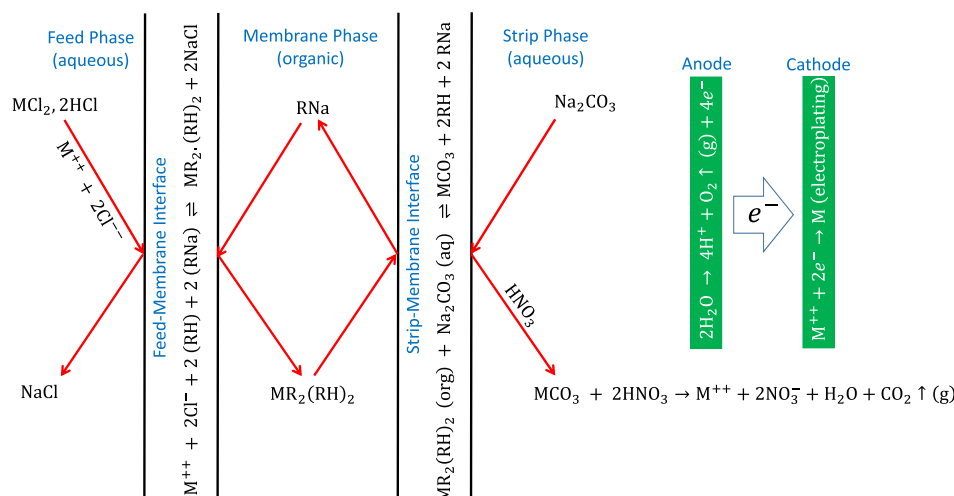 Feed Phase
(aqueous)
MCl₂, 2HCl
M⁺⁺ + 2Cl⁻⁻
NaCl
Feed-Membrane Interface
M⁺⁺ + 2Cl⁻ + 2 (RH) + 2 (RNa) ⇌ MR₂. (RH)₂ + 2NaCl
Membrane Phase
(organic)
RNa
MR₂(RH)₂
Strip-Membrane Interface
MR₂(RH)₂ (org) + Na₂CO₃ (aq) ⇌ MCO₃ + 2RH + 2 RNa
Strip Phase
(aqueous)
Na₂CO₃
HNO₃
MCO₃ + 2HNO₃ → M⁺⁺ + 2NO₃⁻ + H₂O + CO₂ ↑ (g)
Anode
2H₂O → 4H⁺ + O₂ ↑ (g) + 4e⁻
e⁻
Cathode
M⁺⁺ + 2e⁻ → M (electroplating)